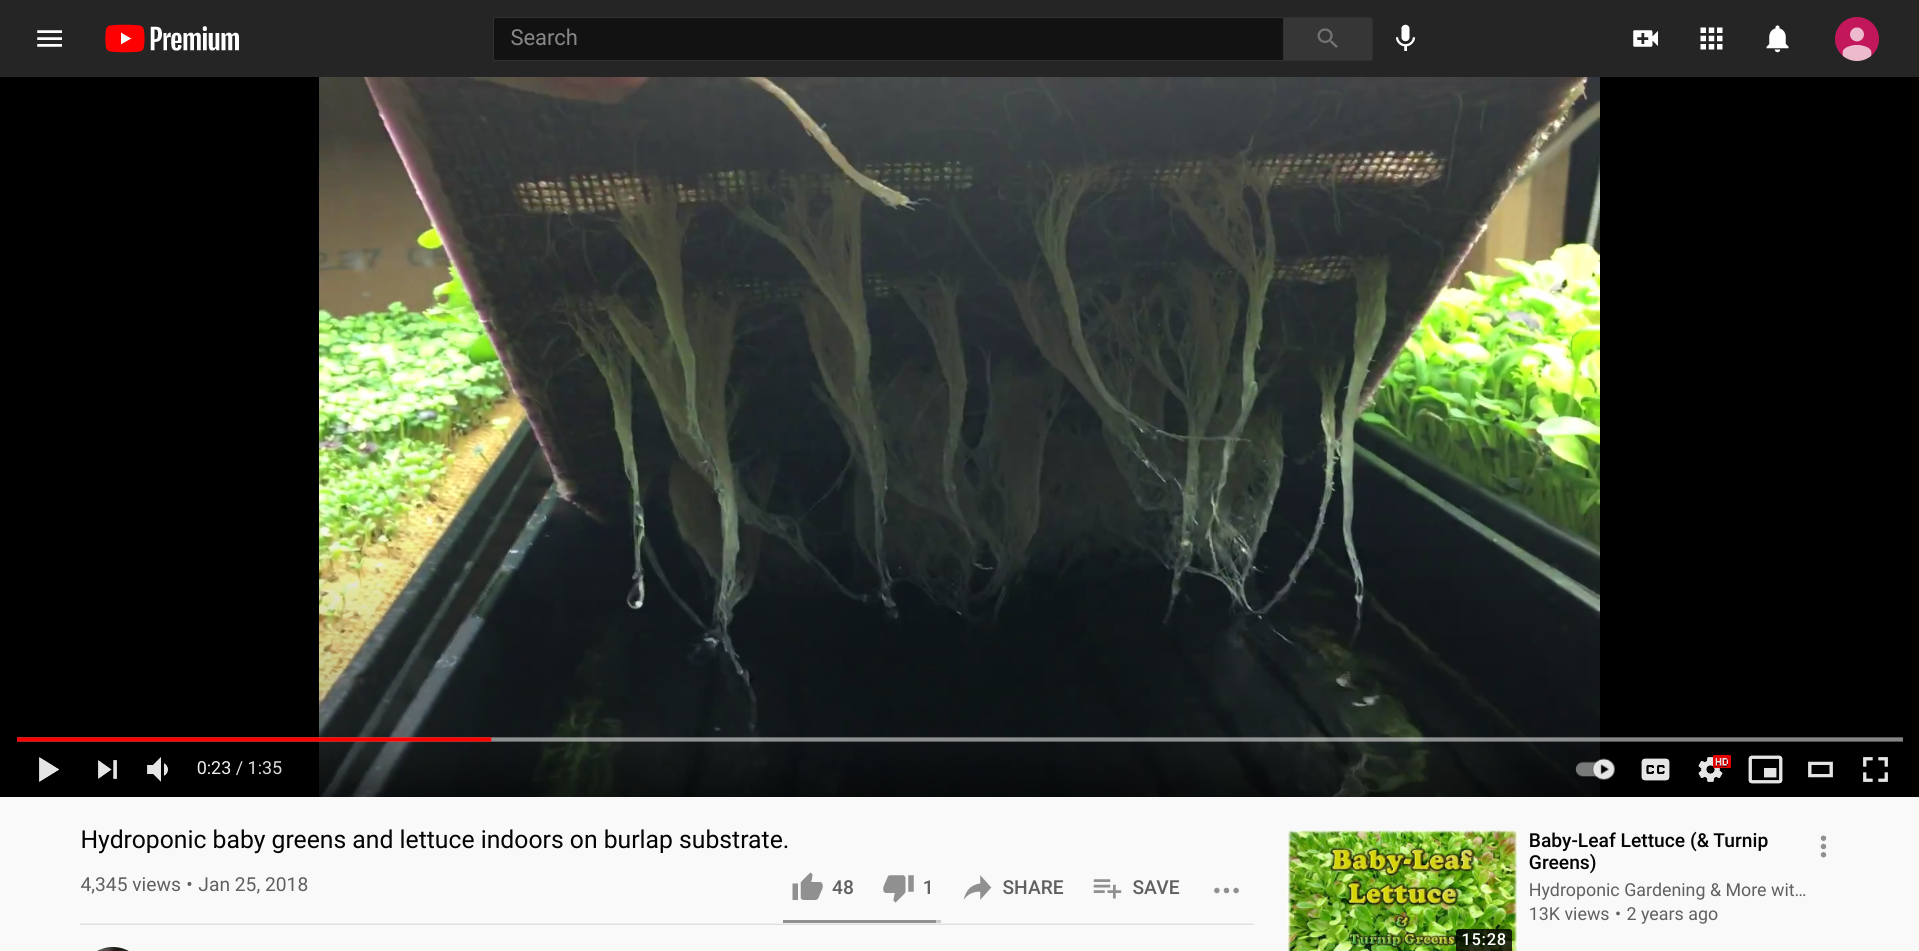 Premium
Search
0:23 / 1:35
CC
HD
Hydroponic baby greens and lettuce indoors on burlap substrate.
4,345 views • Jan 25, 2018
48
1
SHARE
SAVE
Baby-Leaf
Lettuce
&
Turnip Greens
15:28
Baby-Leaf Lettuce (& Turnip
Greens)
Hydroponic Gardening & More wit...
13K views • 2 years ago